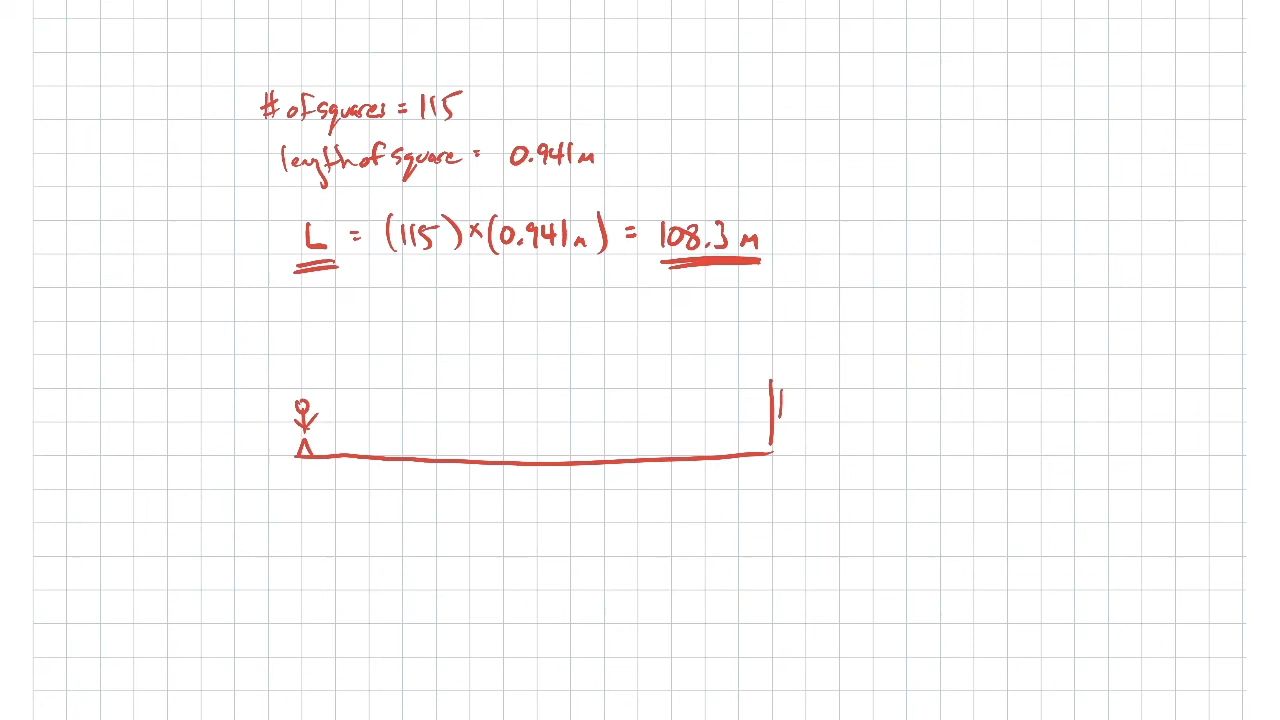 # of squares = 115
length of square = 0.941 m
L = (115) × (0.941 m) = 108.3 m